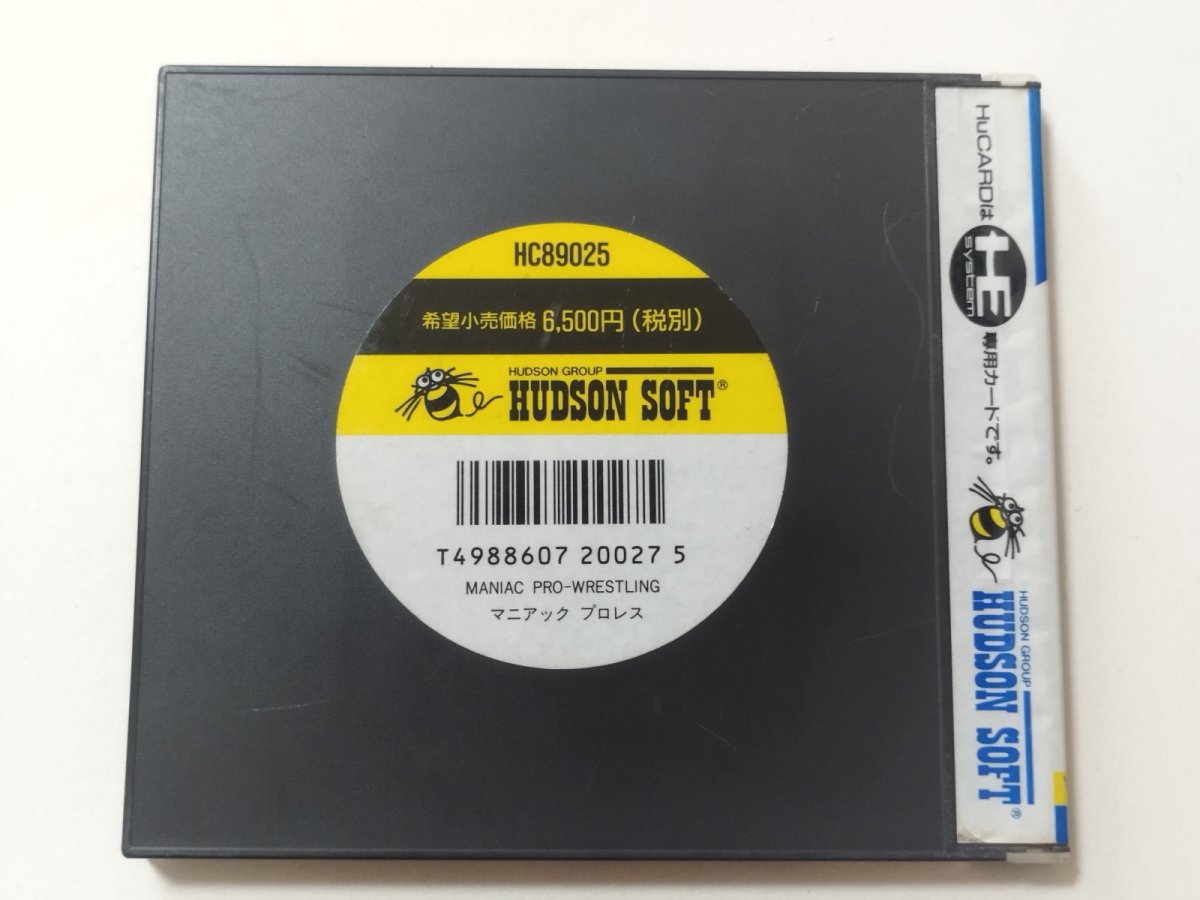 HC89025
希望小売価格 6,500円(税別)
HUDSON GROUP
HUDSON SOFT®
T4988607 20027 5
MANIAC PRO-WRESTLING
マニアック プロレス
HuCARDは HE system 専用カードです。
HUDSON GROUP
HUDSON SOFT®